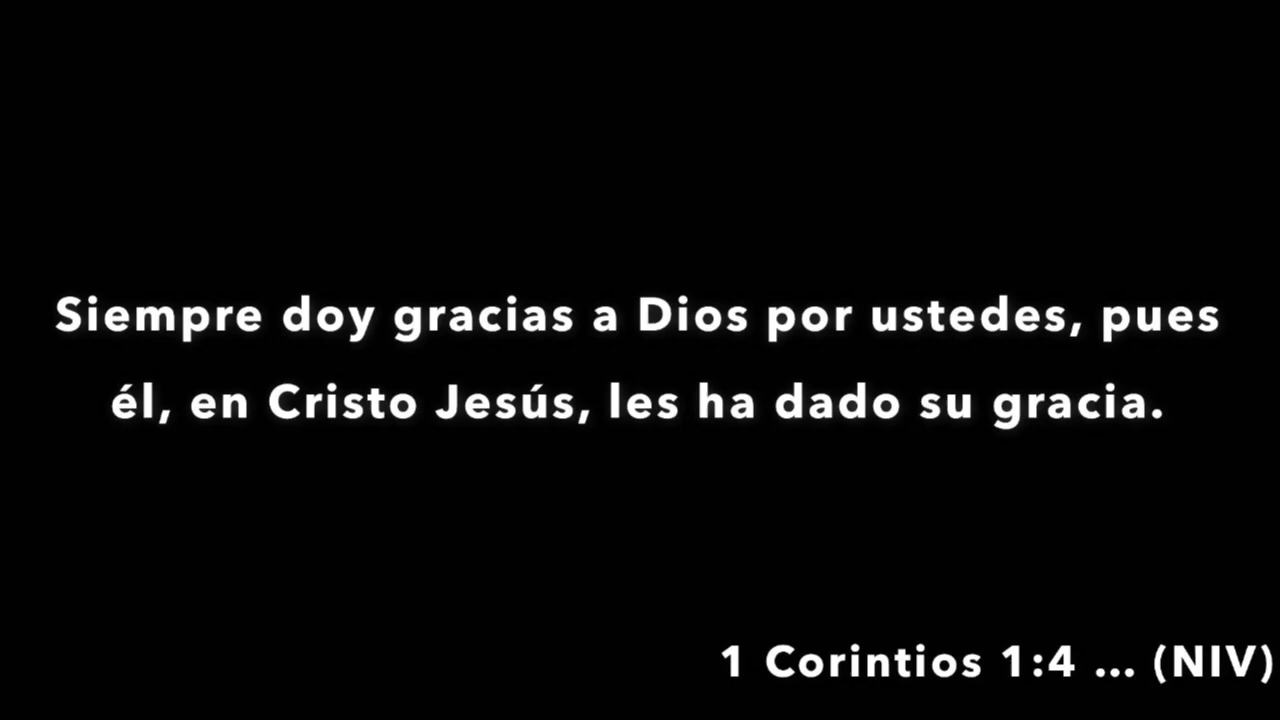 Siempre doy gracias a Dios por ustedes, pues
él, en Cristo Jesús, les ha dado su gracia.
1 Corintios 1:4 ... (NIV)